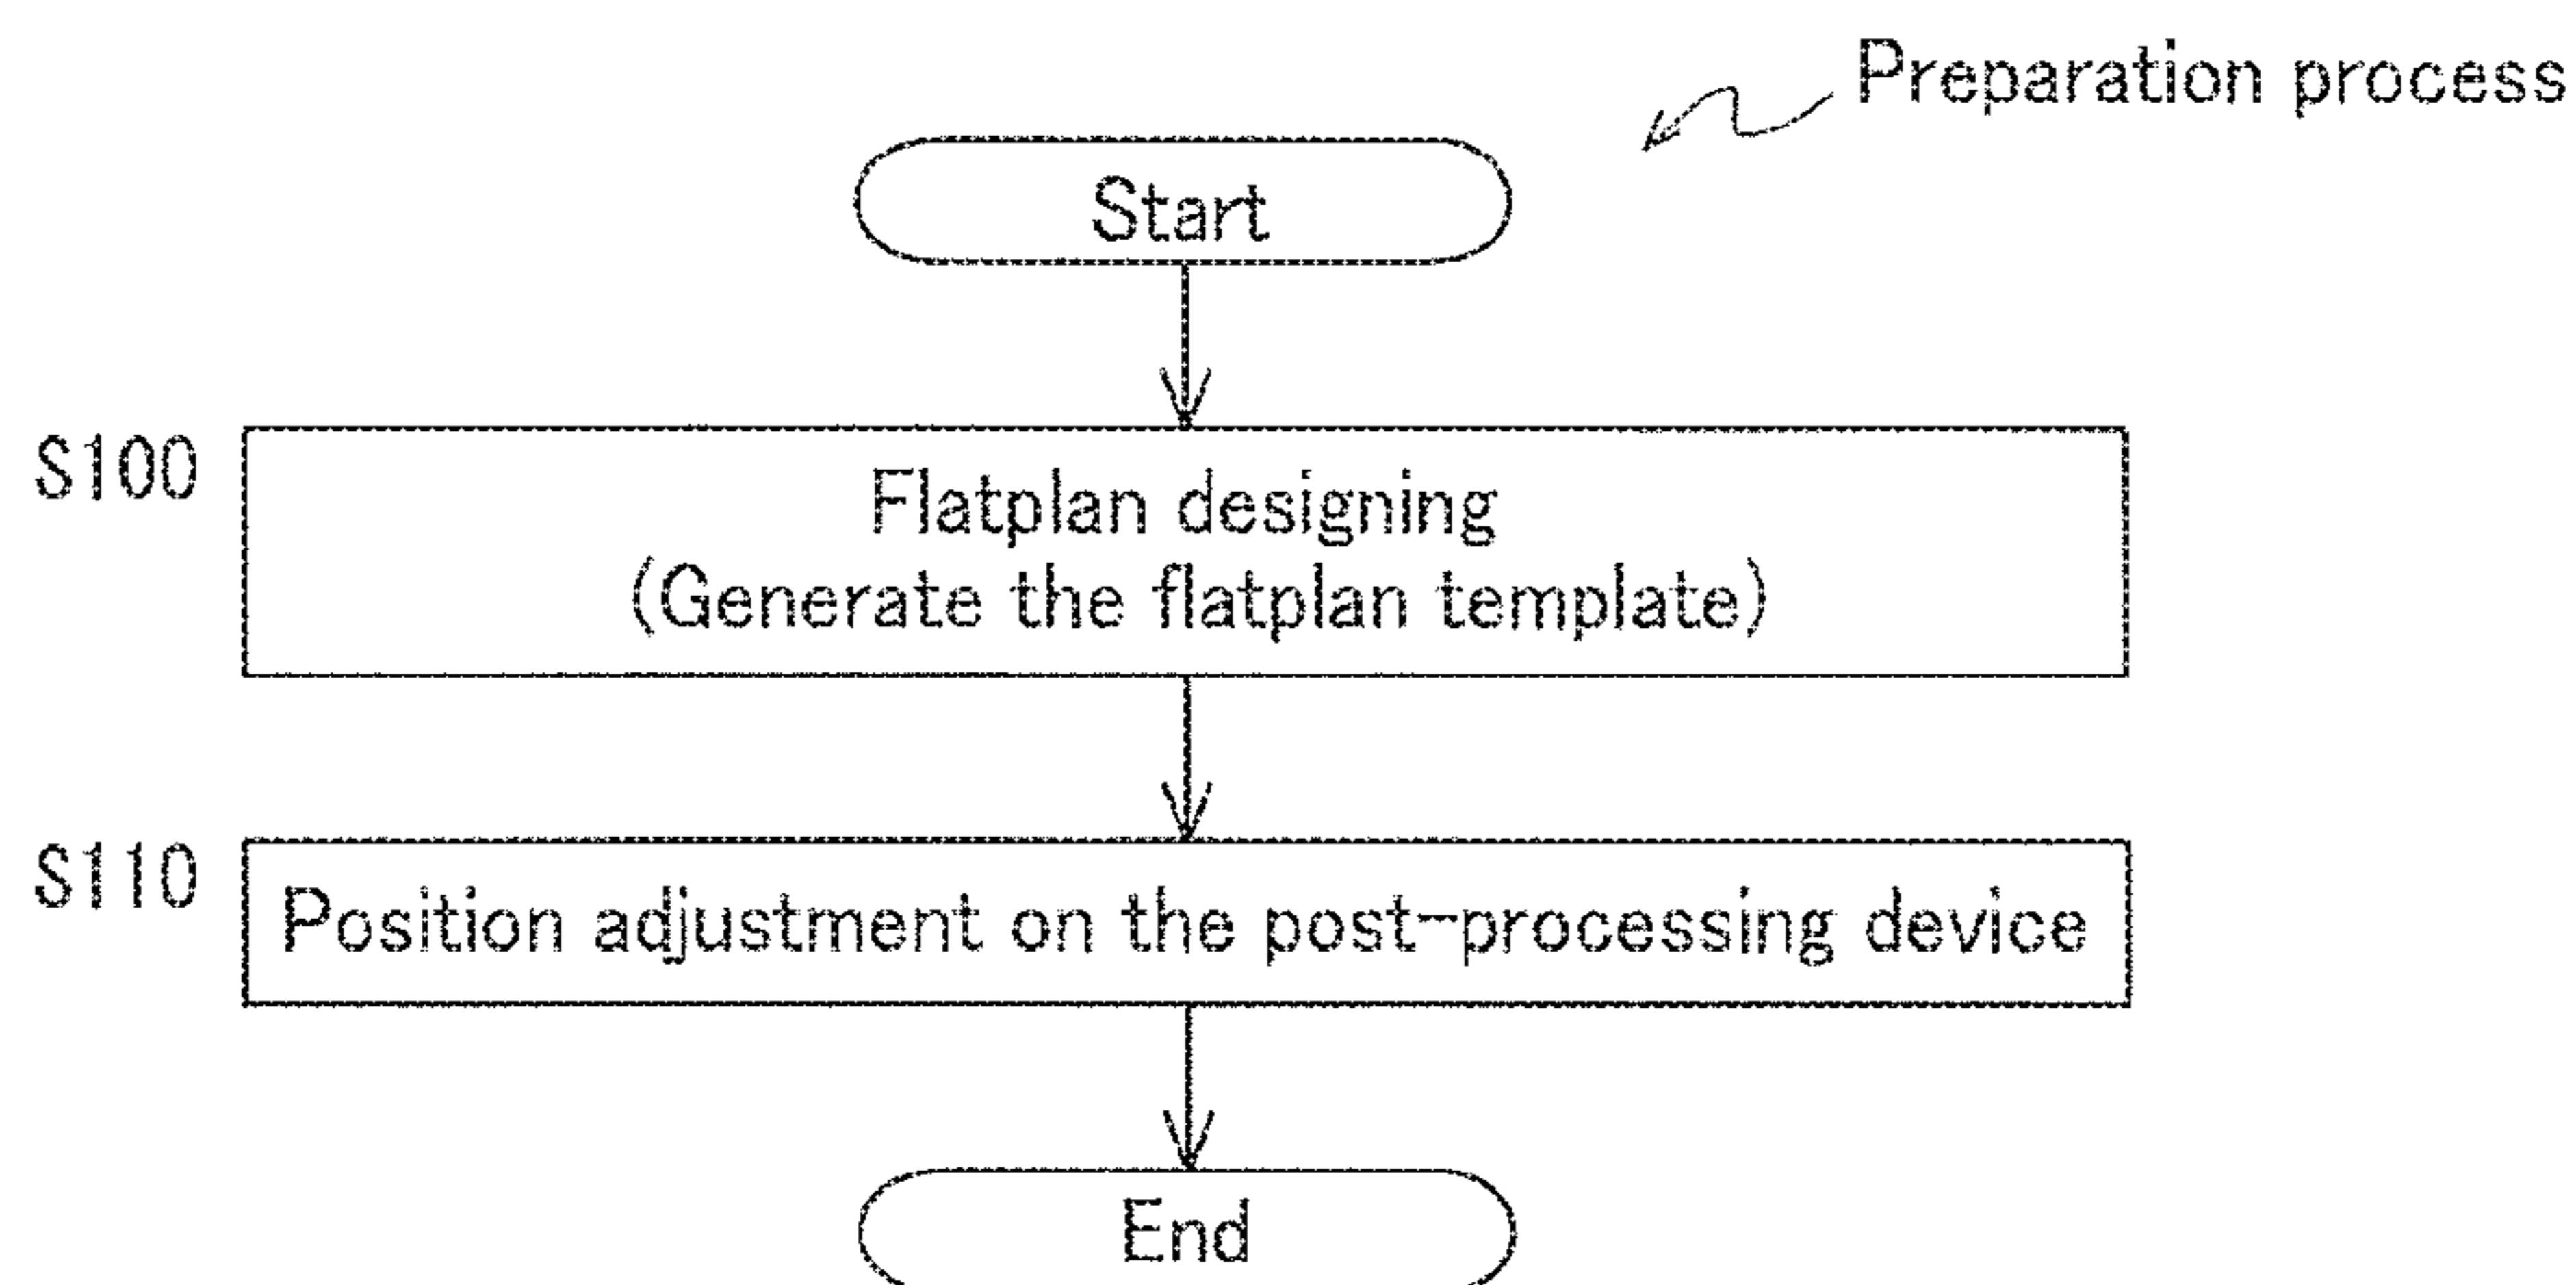 Preparation process
Start
S100
Flatplan designing
(Generate the flatplan template)
S110
Position adjustment on the post-processing device
End